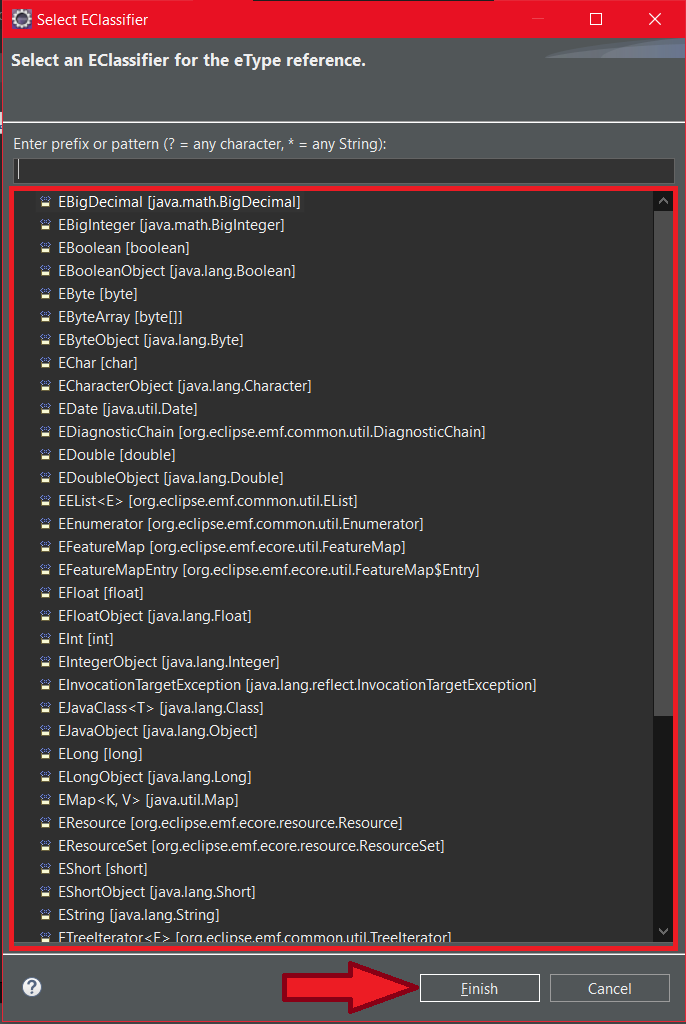 Select EClassifier
Select an EClassifier for the eType reference.
Enter prefix or pattern (? = any character, * = any String):
EBigDecimal [java.math.BigDecimal]
EBigInteger [java.math.BigInteger]
EBoolean [boolean]
EBooleanObject [java.lang.Boolean]
EByte [byte]
EByteArray [byte[]]
EByteObject [java.lang.Byte]
EChar [char]
ECharacterObject [java.lang.Character]
EDate [java.util.Date]
EDiagnosticChain [org.eclipse.emf.common.util.DiagnosticChain]
EDouble [double]
EDoubleObject [java.lang.Double]
EEList<E> [org.eclipse.emf.common.util.EList]
EEnumerator [org.eclipse.emf.common.util.Enumerator]
EFeatureMap [org.eclipse.emf.ecore.util.FeatureMap]
EFeatureMapEntry [org.eclipse.emf.ecore.util.FeatureMap$Entry]
EFloat [float]
EFloatObject [java.lang.Float]
EInt [int]
EIntegerObject [java.lang.Integer]
EInvocationTargetException [java.lang.reflect.InvocationTargetException]
EJavaClass<T> [java.lang.Class]
EJavaObject [java.lang.Object]
ELong [long]
ELongObject [java.lang.Long]
EMap<K, V> [java.util.Map]
EResource [org.eclipse.emf.ecore.resource.Resource]
EResourceSet [org.eclipse.emf.ecore.resource.ResourceSet]
EShort [short]
EShortObject [java.lang.Short]
EString [java.lang.String]
ETreeIterator<E> [org.eclipse.emf.common.util.TreeIterator]
?
Finish
Cancel